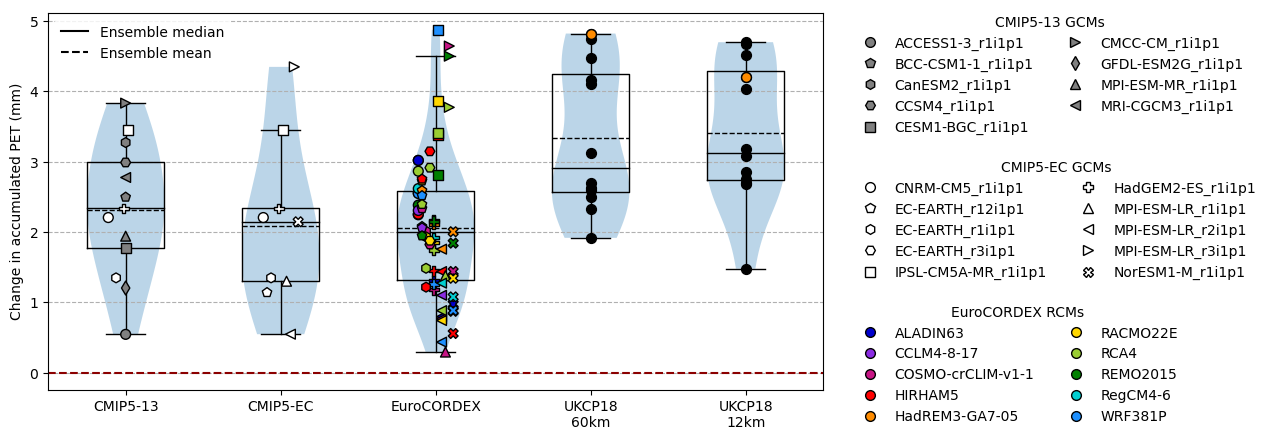 Change in accumulated PET (mm)
5
4
3
2
1
0
Ensemble median
Ensemble mean
CMIP5-13
CMIP5-EC
EuroCORDEX
UKCP18
60km
UKCP18
12km
CMIP5-13 GCMs
ACCESS1-3_r1i1p1
BCC-CSM1-1_r1i1p1
CanESM2_r1i1p1
CCSM4_r1i1p1
CESM1-BGC_r1i1p1
CMCC-CM_r1i1p1
GFDL-ESM2G_r1i1p1
MPI-ESM-MR_r1i1p1
MRI-CGCM3_r1i1p1
CMIP5-EC GCMs
CNRM-CM5_r1i1p1
EC-EARTH_r12i1p1
EC-EARTH_r1i1p1
EC-EARTH_r3i1p1
IPSL-CM5A-MR_r1i1p1
HadGEM2-ES_r1i1p1
MPI-ESM-LR_r1i1p1
MPI-ESM-LR_r2i1p1
MPI-ESM-LR_r3i1p1
NorESM1-M_r1i1p1
EuroCORDEX RCMs
ALADIN63
CCLM4-8-17
COSMO-crCLIM-v1-1
HIRHAM5
HadREM3-GA7-05
RACMO22E
RCA4
REMO2015
RegCM4-6
WRF381P